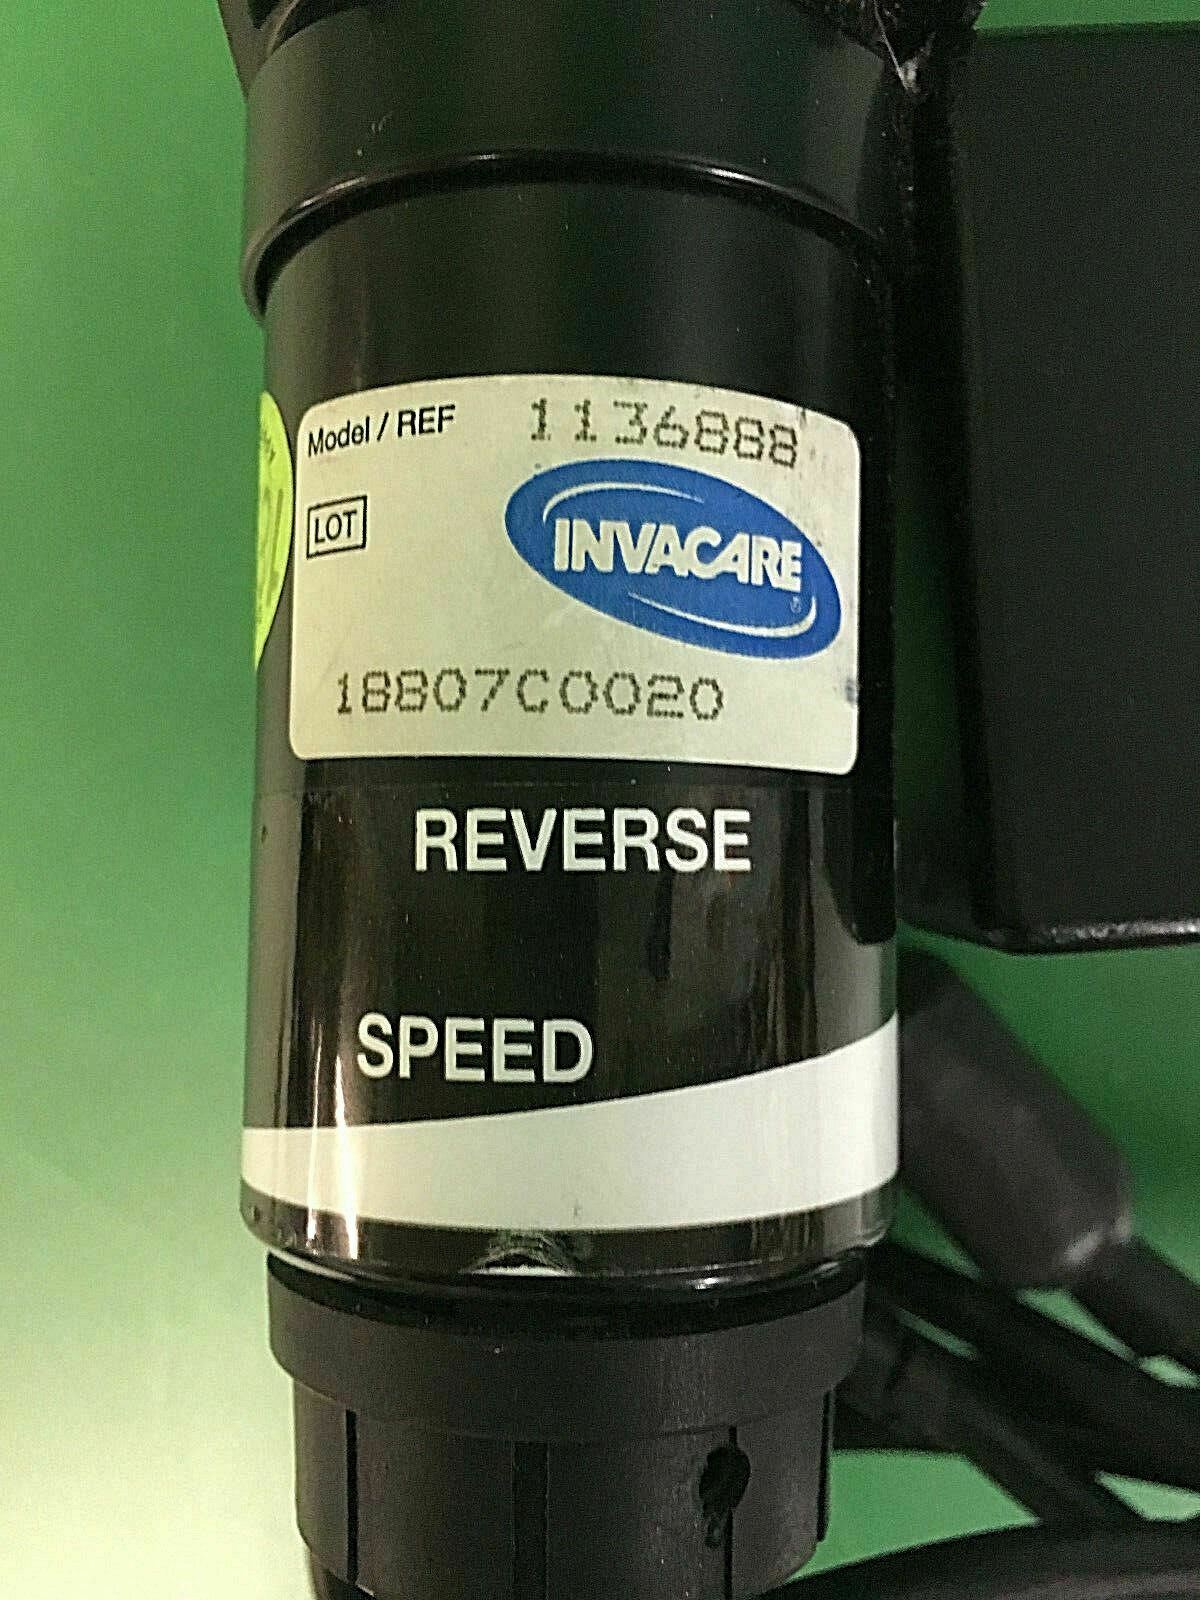 Model / REF 1136888
LOT
INVACARE
®
18807C0020
REVERSE
SPEED